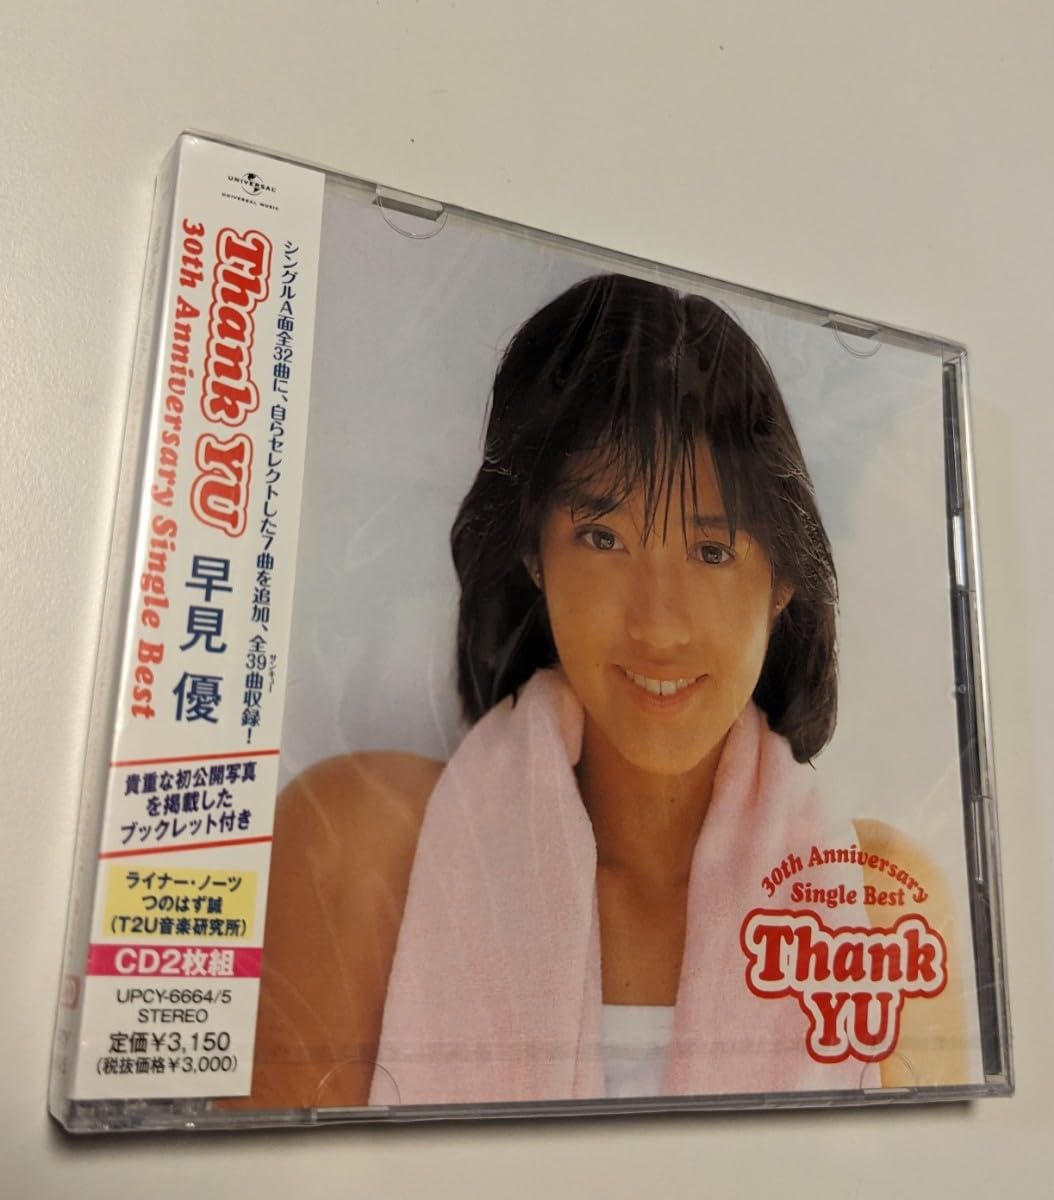 UNIVERSAL
UNIVERSAL MUSIC
シングルA面全32曲に、自らセレクトした7曲を追加、全39曲収録!
サンキュー
Thank YU 早見 優
30th Anniversary Single Best
貴重な初公開写真
を掲載した
ブックレット付き
ライナー・ノーツ
つのはず誠
(T2U音楽研究所)
CD2枚組
UPCY-6664/5
STEREO
定価¥3,150
(税抜価格¥3,000)
30th Anniversary
Single Best
Thank
YU